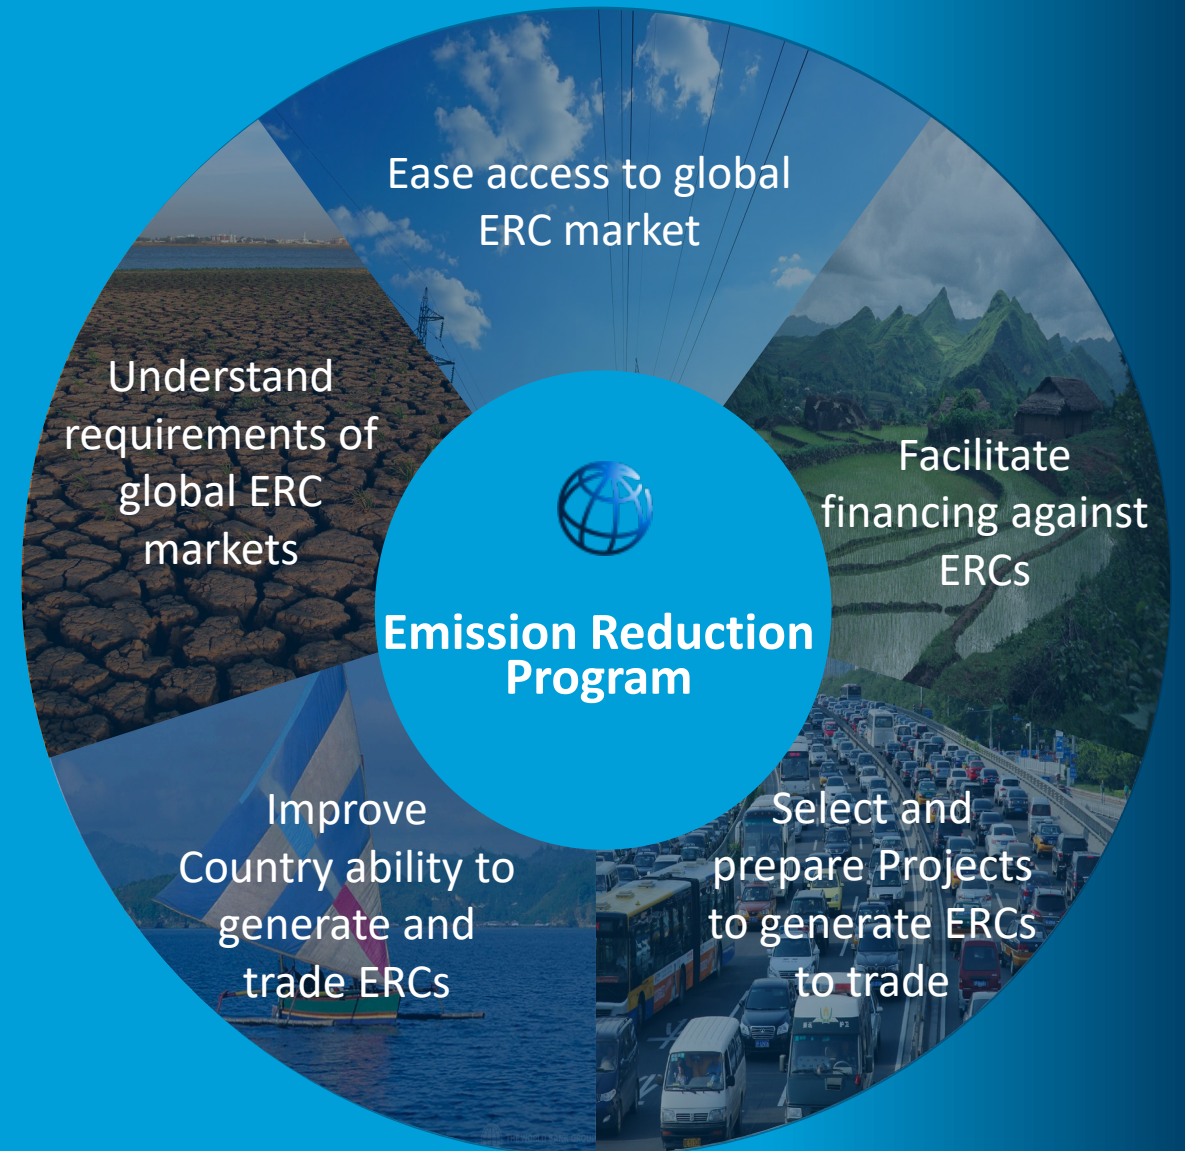 Ease access to global
ERC market
Understand
requirements of
global ERC
markets
Facilitate
financing against
ERCs
Emission Reduction
Program
Improve
Country ability to
generate and
trade ERCs
Select and
prepare Projects
to generate ERCs
to trade